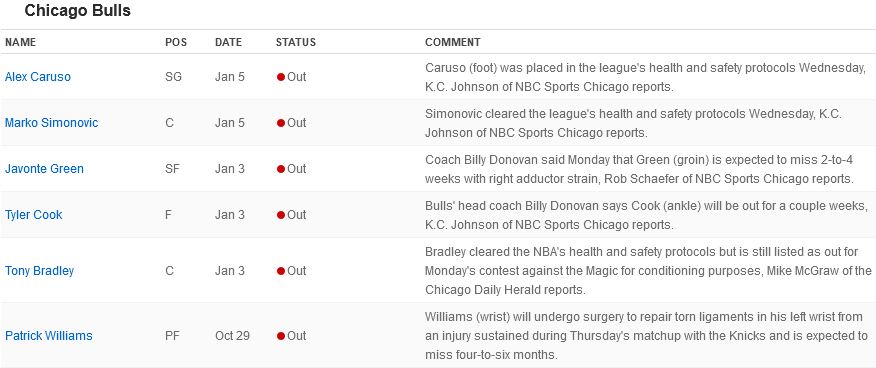 Chicago Bulls
NAME POS DATE STATUS COMMENT
Alex Caruso SG Jan 5 Out Caruso (foot) was placed in the league's health and safety protocols Wednesday,
K.C. Johnson of NBC Sports Chicago reports.
Marko Simonovic C Jan 5 Out Simonovic cleared the league's health and safety protocols Wednesday, K.C.
Johnson of NBC Sports Chicago reports.
Javonte Green SF Jan 3 Out Coach Billy Donovan said Monday that Green (groin) is expected to miss 2-to-4
weeks with right adductor strain, Rob Schaefer of NBC Sports Chicago reports.
Tyler Cook F Jan 3 Out Bulls' head coach Billy Donovan says Cook (ankle) will be out for a couple weeks,
K.C. Johnson of NBC Sports Chicago reports.
Tony Bradley C Jan 3 Out Bradley cleared the NBA's health and safety protocols but is still listed as out for
Monday's contest against the Magic for conditioning purposes, Mike McGraw of the
Chicago Daily Herald reports.
Patrick Williams PF Oct 29 Out Williams (wrist) will undergo surgery to repair torn ligaments in his left wrist from
an injury sustained during Thursday's matchup with the Knicks and is expected to
miss four-to-six months.